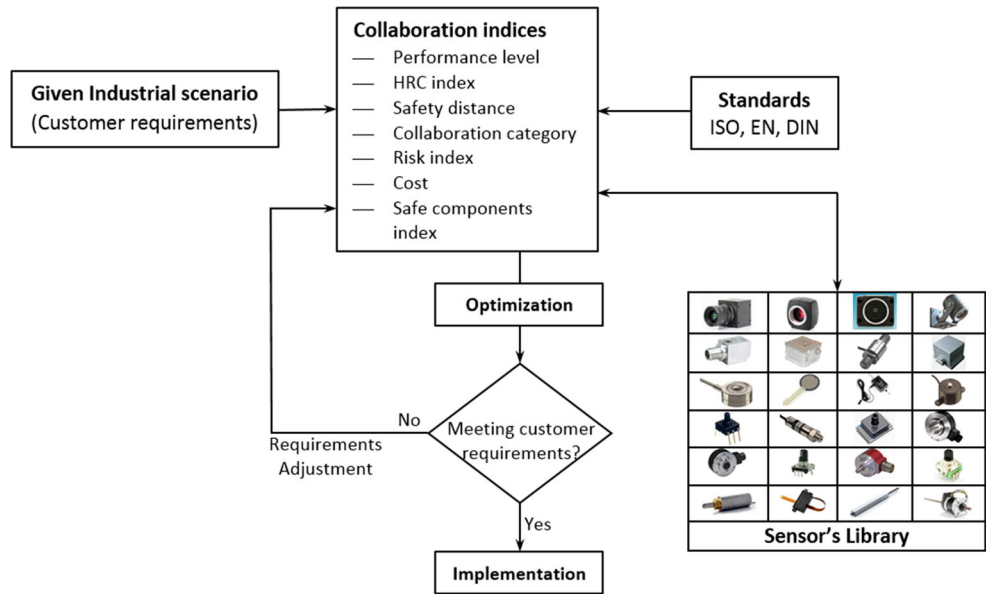 Collaboration indices
— Performance level
— HRC index
— Safety distance
— Collaboration category
— Risk index
— Cost
— Safe components
index
Given Industrial scenario
(Customer requirements)
Standards
ISO, EN, DIN
Optimization
Meeting customer
requirements?
No
Requirements
Adjustment
Yes
Implementation
Sensor's Library